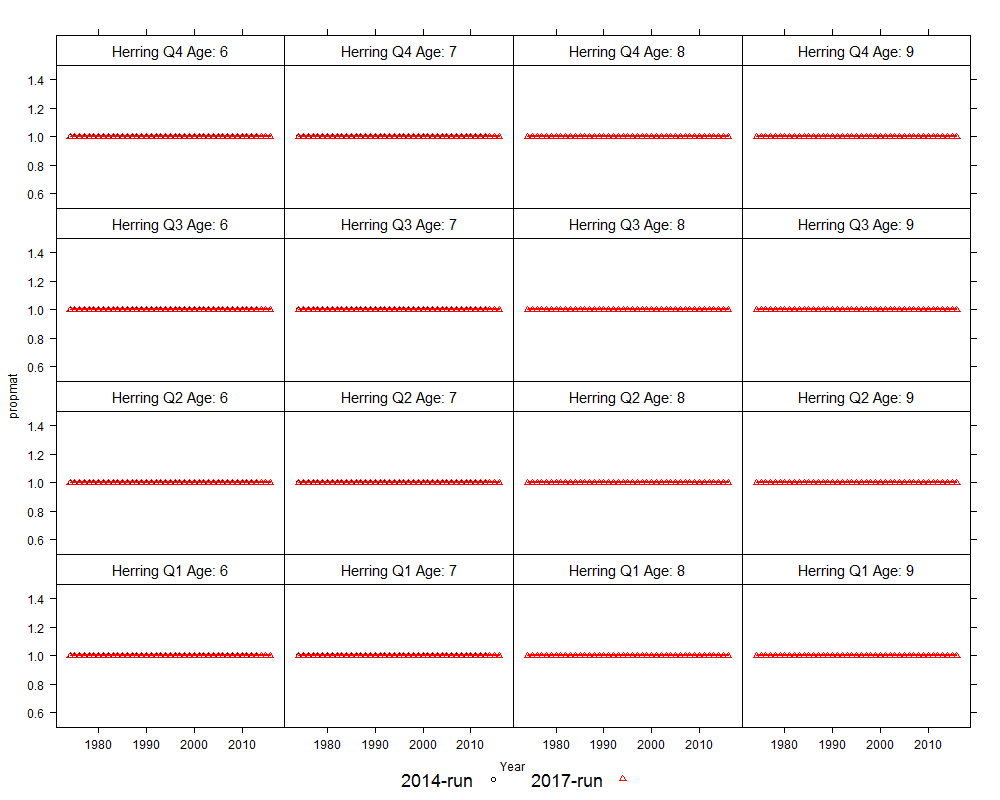 Herring Q4 Age: 6 Herring Q4 Age: 7 Herring Q4 Age: 8 Herring Q4 Age: 9
1.4
1.2
1.0
0.8
0.6
Herring Q3 Age: 6 Herring Q3 Age: 7 Herring Q3 Age: 8 Herring Q3 Age: 9
1.4
1.2
1.0
0.8
0.6
propmat
Herring Q2 Age: 6 Herring Q2 Age: 7 Herring Q2 Age: 8 Herring Q2 Age: 9
1.4
1.2
1.0
0.8
0.6
Herring Q1 Age: 6 Herring Q1 Age: 7 Herring Q1 Age: 8 Herring Q1 Age: 9
1.4
1.2
1.0
0.8
0.6
1980 1990 2000 2010 1980 1990 2000 2010 1980 1990 2000 2010 1980 1990 2000 2010
Year
2014-run 2017-run